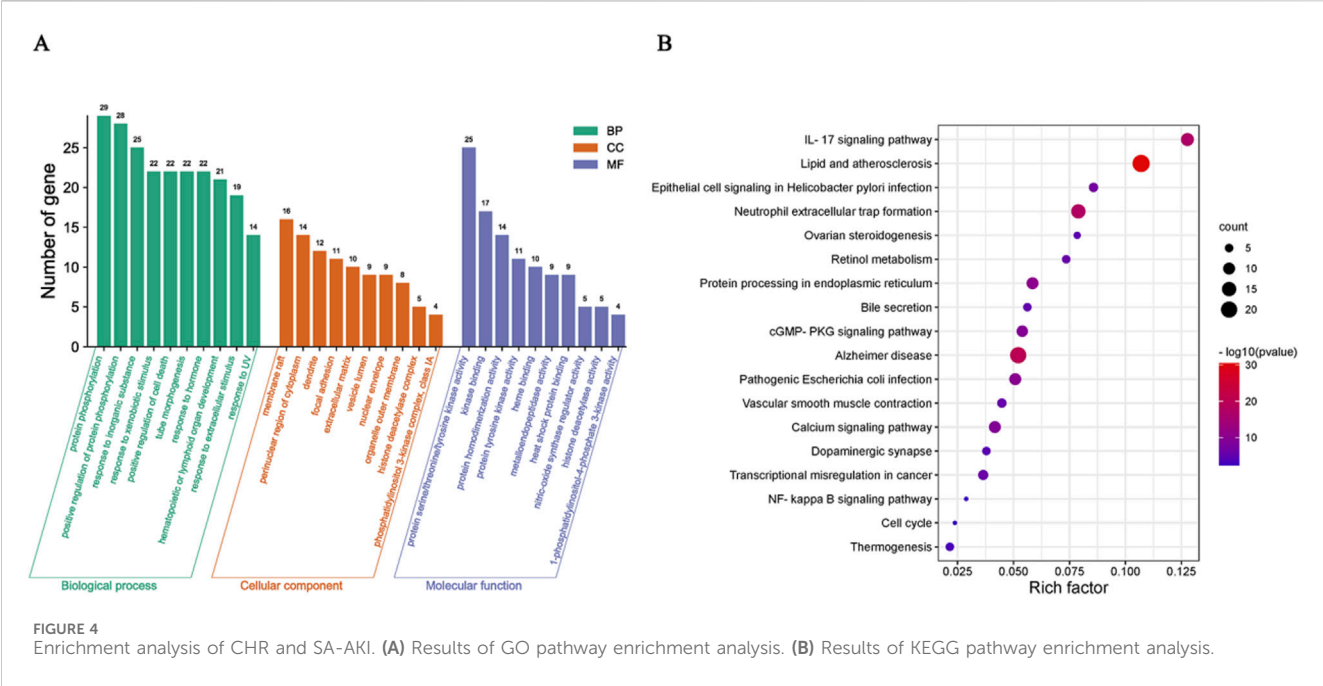 A
B
29
28
25
22
22
22
22
21
19
14
16
14
12
11
10
9
9
8
5
4
25
17
14
11
10
9
9
5
5
4
BP
CC
MF
Number of gene
25
20
15
10
5
0
protein phosphorylation
positive regulation of protein phosphorylation
response to inorganic substance
response to xenobiotic stimulus
positive regulation of cell death
tube morphogenesis
response to hormone
hematopoietic or lymphoid organ development
response to extracellular stimulus
response to UV
membrane raft
perinuclear region of cytoplasm
dendrite
focal adhesion
extracellular matrix
vesicle lumen
nuclear envelope
organelle outer membrane
histone deacetylase complex
phosphatidylinositol 3-kinase complex, class IA
protein serine/threonine/tyrosine kinase activity
kinase binding
protein homodimerization activity
protein tyrosine kinase activity
heme binding
metalloendopeptidase activity
heat shock protein binding
nitric-oxide synthase regulator activity
histone deacetylase activity
1-phosphatidylinositol-4-phosphate 3-kinase activity
Biological process
Cellular component
Molecular function
IL- 17 signaling pathway
Lipid and atherosclerosis
Epithelial cell signaling in Helicobacter pylori infection
Neutrophil extracellular trap formation
Ovarian steroidogenesis
Retinol metabolism
Protein processing in endoplasmic reticulum
Bile secretion
cGMP- PKG signaling pathway
Alzheimer disease
Pathogenic Escherichia coli infection
Vascular smooth muscle contraction
Calcium signaling pathway
Dopaminergic synapse
Transcriptional misregulation in cancer
NF- kappa B signaling pathway
Cell cycle
Thermogenesis
0.025
0.050
0.075
0.100
0.125
Rich factor
count
5
10
15
20
- log10(pvalue)
30
20
10
FIGURE 4
Enrichment analysis of CHR and SA-AKI. (A) Results of GO pathway enrichment analysis. (B) Results of KEGG pathway enrichment analysis.